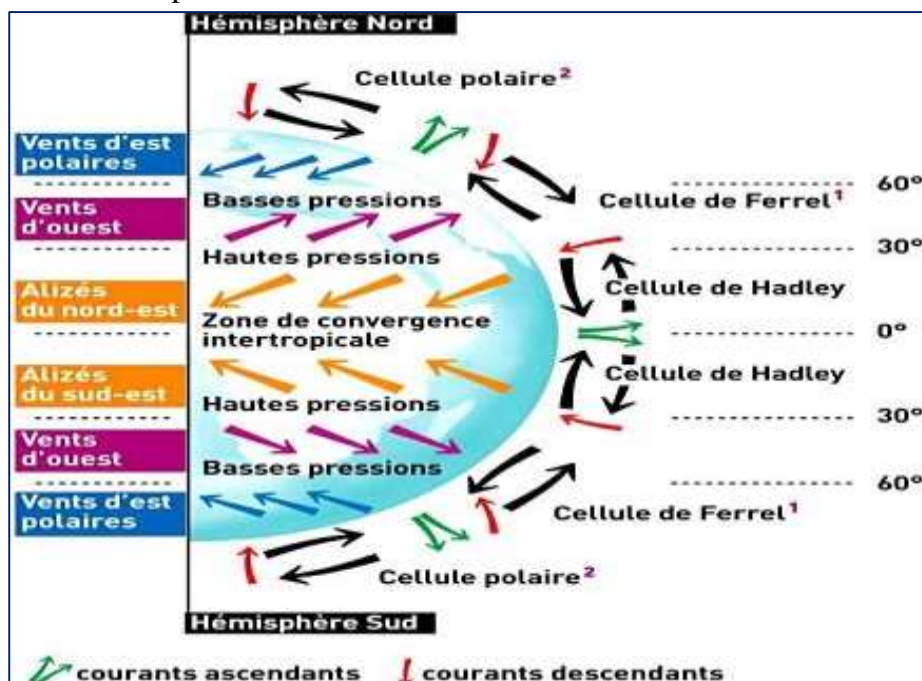 Hémisphère Nord
Cellule polaire²
Vents d'est
polaires
60°
Basses pressions
Cellule de Ferrel¹
Vents
d'ouest
30°
Hautes pressions
Alizés
du nord-est
Cellule de Hadley
Zone de convergence
intertropicale
0°
Alizés
du sud-est
Cellule de Hadley
Hautes pressions
30°
Vents
d'ouest
Basses pressions
60°
Vents d'est
polaires
Cellule de Ferrel¹
Cellule polaire²
Hémisphère Sud
courants ascendants
courants descendants